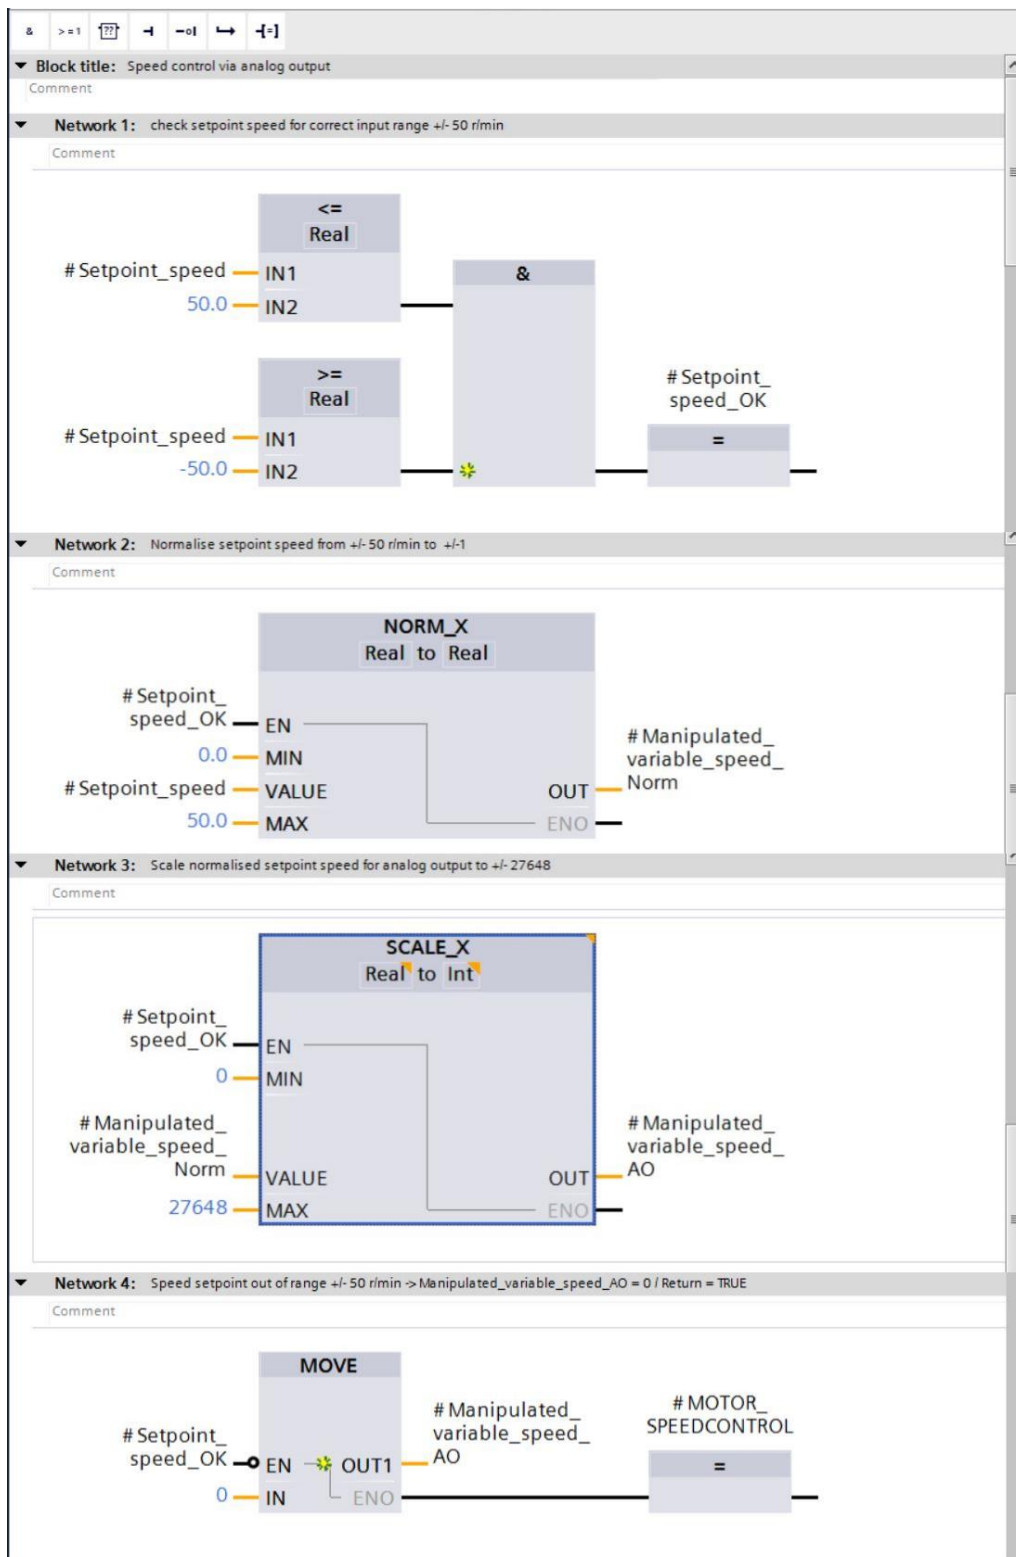 & >=1 ?? -[=]
Block title: Speed control via analog output
Comment
Network 1: check setpoint speed for correct input range +/- 50 r/min
Comment
<=
Real
#Setpoint_speed IN1
50.0 IN2
&
>=
Real
#Setpoint_speed IN1
-50.0 IN2
#Setpoint_
speed_OK
=
Network 2: Normalise setpoint speed from +/- 50 r/min to +/-1
Comment
NORM_X
Real to Real
#Setpoint_
speed_OK EN
0.0 MIN
#Setpoint_speed VALUE
50.0 MAX
OUT
ENO
#Manipulated_
variable_speed_
Norm
Network 3: Scale normalised setpoint speed for analog output to +/- 27648
Comment
SCALE_X
Real to Int
#Setpoint_
speed_OK EN
0 MIN
#Manipulated_
variable_speed_
Norm VALUE
27648 MAX
OUT
ENO
#Manipulated_
variable_speed_
AO
Network 4: Speed setpoint out of range +/- 50 r/min -> Manipulated_variable_speed_AO = 0 / Return = TRUE
Comment
MOVE
#Setpoint_
speed_OK EN
0 IN
OUT1
ENO
#Manipulated_
variable_speed_
AO
#MOTOR_
SPEEDCONTROL
=